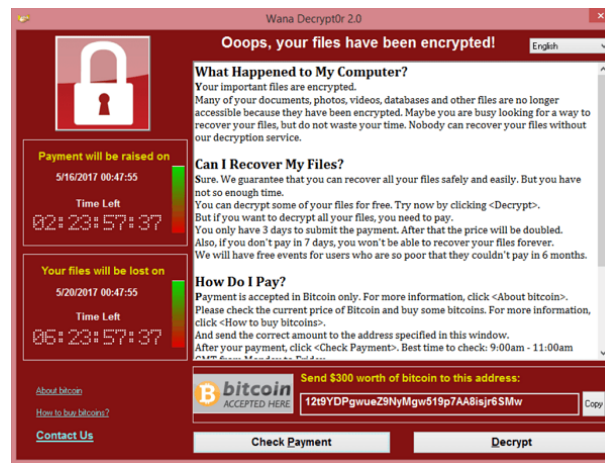 Wana Decrypt0r 2.0
Ooops, your files have been encrypted!
English
What Happened to My Computer?
Your important files are encrypted.
Many of your documents, photos, videos, databases and other files are no longer
accessible because they have been encrypted. Maybe you are busy looking for a way to
recover your files, but do not waste your time. Nobody can recover your files without
our decryption service.
Can I Recover My Files?
Sure. We guarantee that you can recover all your files safely and easily. But you have
not so enough time.
You can decrypt some of your files for free. Try now by clicking <Decrypt>.
But if you want to decrypt all your files, you need to pay.
You only have 3 days to submit the payment. After that the price will be doubled.
Also, if you don't pay in 7 days, you won't be able to recover your files forever.
We will have free events for users who are so poor that they couldn't pay in 6 months.
How Do I Pay?
Payment is accepted in Bitcoin only. For more information, click <About bitcoin>.
Please check the current price of Bitcoin and buy some bitcoins. For more information,
click <How to buy bitcoins>.
And send the correct amount to the address specified in this window.
After your payment, click <Check Payment>. Best time to check: 9:00am - 11:00am
GMT from Monday to Friday.
Payment will be raised on
5/16/2017 00:47:55
Time Left
02:23:57:37
Your files will be lost on
5/20/2017 00:47:55
Time Left
06:23:57:37
About bitcoin
How to buy bitcoins?
Contact Us
bitcoin
ACCEPTED HERE
Send $300 worth of bitcoin to this address:
12t9YDPgwueZ9NyMgw519p7AA8isjr6SMw
Copy
Check Payment
Decrypt